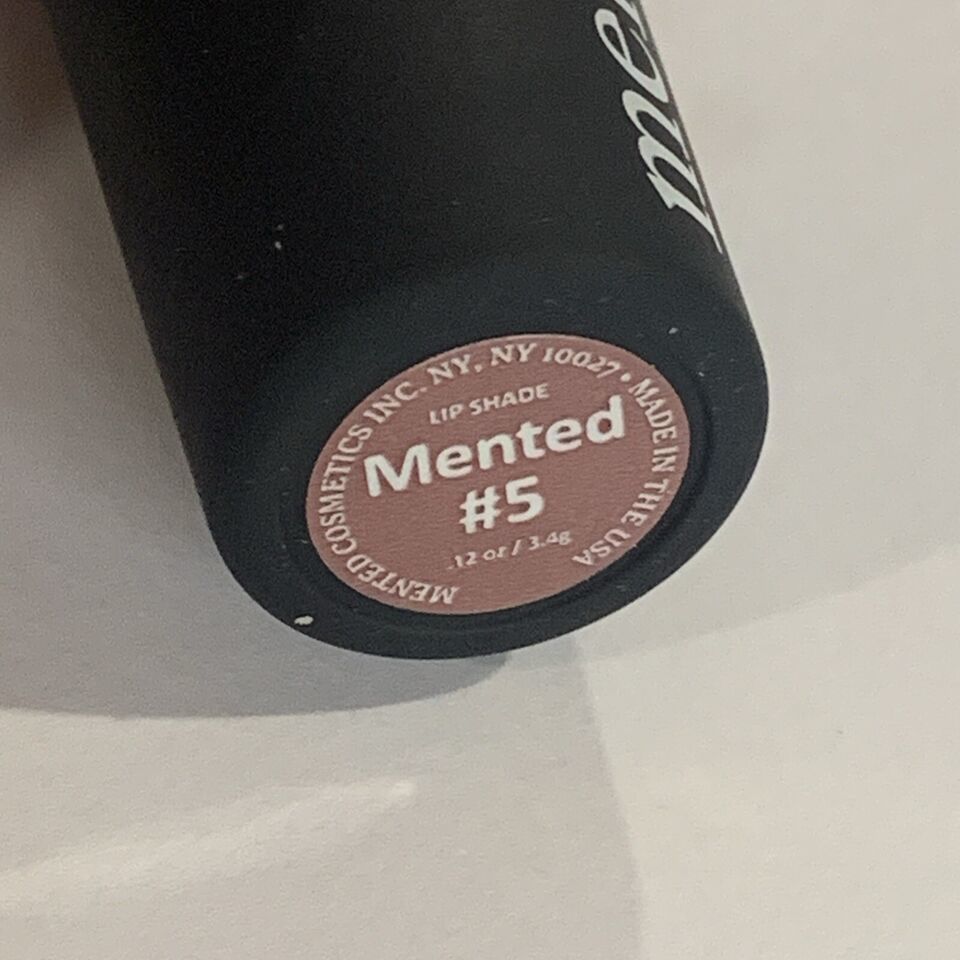 MENTED COSMETICS INC. NY, NY 10027 • MADE IN THE USA
LIP SHADE
Mented
#5
.12 oz / 3.4g